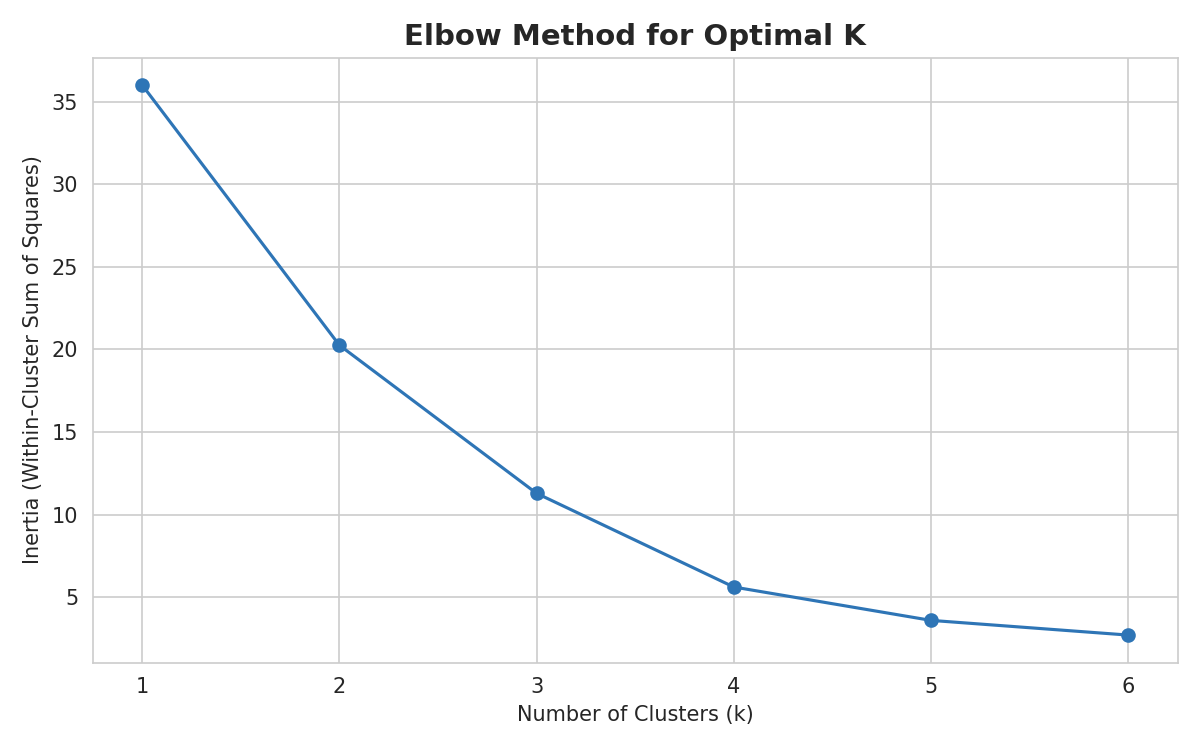 Elbow Method for Optimal K
Inertia (Within-Cluster Sum of Squares)
35
30
25
20
15
10
5
1 2 3 4 5 6
Number of Clusters (k)